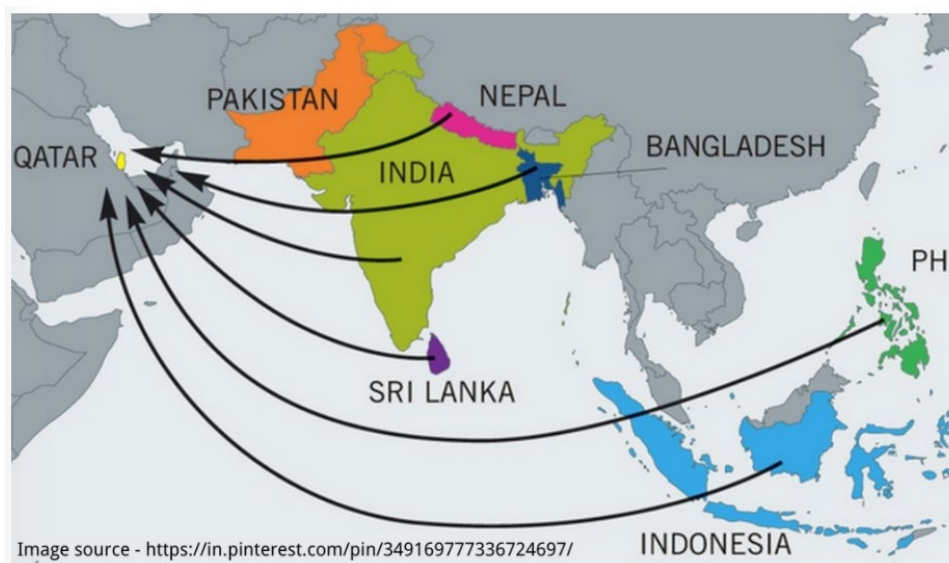 PAKISTAN
NEPAL
BANGLADESH
QATAR
INDIA
PH
SRI LANKA
INDONESIA
Image source - https://in.pinterest.com/pin/349169777336724697/